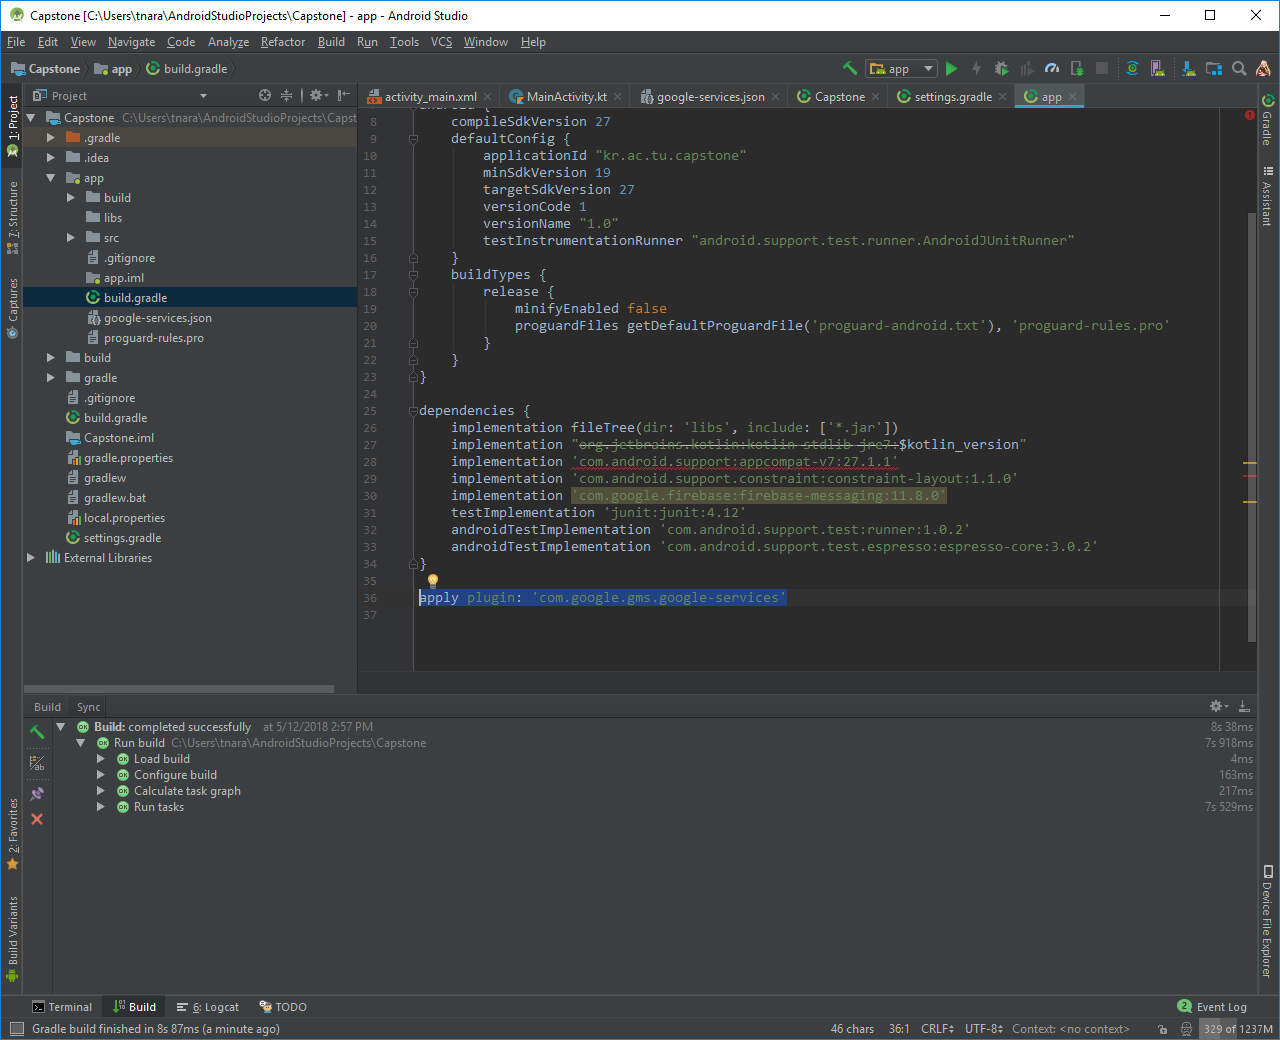 Capstone [C:\Users\tnara\AndroidStudioProjects\Capstone] - app - Android Studio
File Edit View Navigate Code Analyze Refactor Build Run Tools VCS Window Help
Capstone app build.gradle
app
Project
activity_main.xml MainActivity.kt google-services.json Capstone settings.gradle app
1: Project
7: Structure
Captures
2: Favorites
Build Variants
Capstone C:\Users\tnara\AndroidStudioProjects\Capst
.gradle
.idea
app
build
libs
src
.gitignore
app.iml
build.gradle
google-services.json
proguard-rules.pro
build
gradle
.gitignore
build.gradle
Capstone.iml
gradle.properties
gradlew
gradlew.bat
local.properties
settings.gradle
External Libraries
8 compileSdkVersion 27
9 defaultConfig {
10 applicationId "kr.ac.tu.capstone"
11 minSdkVersion 19
12 targetSdkVersion 27
13 versionCode 1
14 versionName "1.0"
15 testInstrumentationRunner "android.support.test.runner.AndroidJUnitRunner"
16 }
17 buildTypes {
18 release {
19 minifyEnabled false
20 proguardFiles getDefaultProguardFile('proguard-android.txt'), 'proguard-rules.pro'
21 }
22 }
23 }
24
25 dependencies {
26 implementation fileTree(dir: 'libs', include: ['*.jar'])
27 implementation "org.jetbrains.kotlin:kotlin-stdlib-jre7:$kotlin_version"
28 implementation 'com.android.support:appcompat-v7:27.1.1'
29 implementation 'com.android.support.constraint:constraint-layout:1.1.0'
30 implementation 'com.google.firebase:firebase-messaging:11.8.0'
31 testImplementation 'junit:junit:4.12'
32 androidTestImplementation 'com.android.support.test:runner:1.0.2'
33 androidTestImplementation 'com.android.support.test.espresso:espresso-core:3.0.2'
34 }
35
36 apply plugin: 'com.google.gms.google-services'
37
Gradle
Assistant
Device File Explorer
Build Sync
Build: completed successfully at 5/12/2018 2:57 PM 8s 38ms
Run build C:\Users\tnara\AndroidStudioProjects\Capstone 7s 918ms
Load build 4ms
Configure build 163ms
Calculate task graph 217ms
Run tasks 7s 529ms
Terminal Build 6: Logcat TODO 2 Event Log
Gradle build finished in 8s 87ms (a minute ago) 46 chars 36:1 CRLF UTF-8 Context: <no context> 329 of 1237M